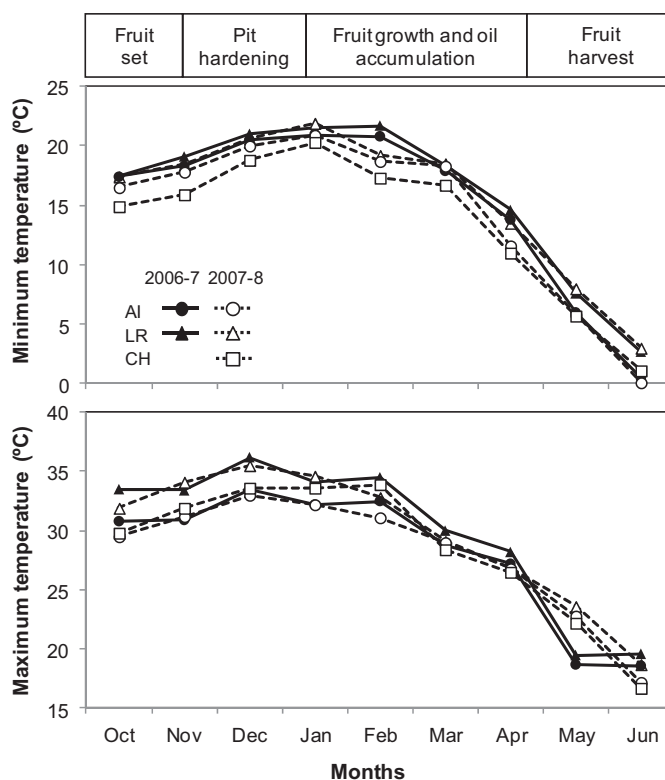 Fruit set
Pit hardening
Fruit growth and oil accumulation
Fruit harvest
Minimum temperature (ºC)
25
20
15
10
5
0
2006-7 2007-8
AI
LR
CH
Maximum temperature (ºC)
40
35
30
25
20
15
Oct Nov Dec Jan Feb Mar Apr May Jun
Months